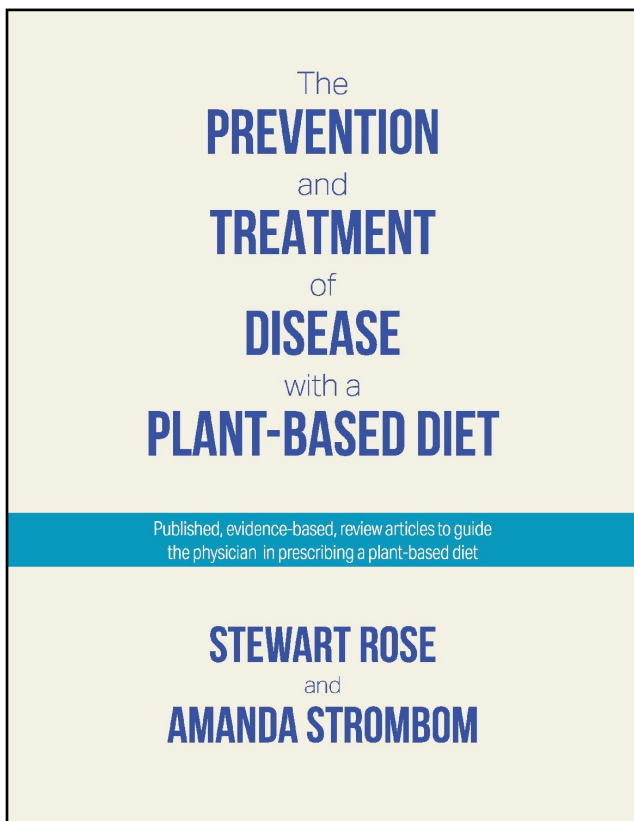 The
PREVENTION
and
TREATMENT
of
DISEASE
with a
PLANT-BASED DIET
Published, evidence-based, review articles to guide
the physician in prescribing a plant-based diet
STEWART ROSE
and
AMANDA STROMBOM